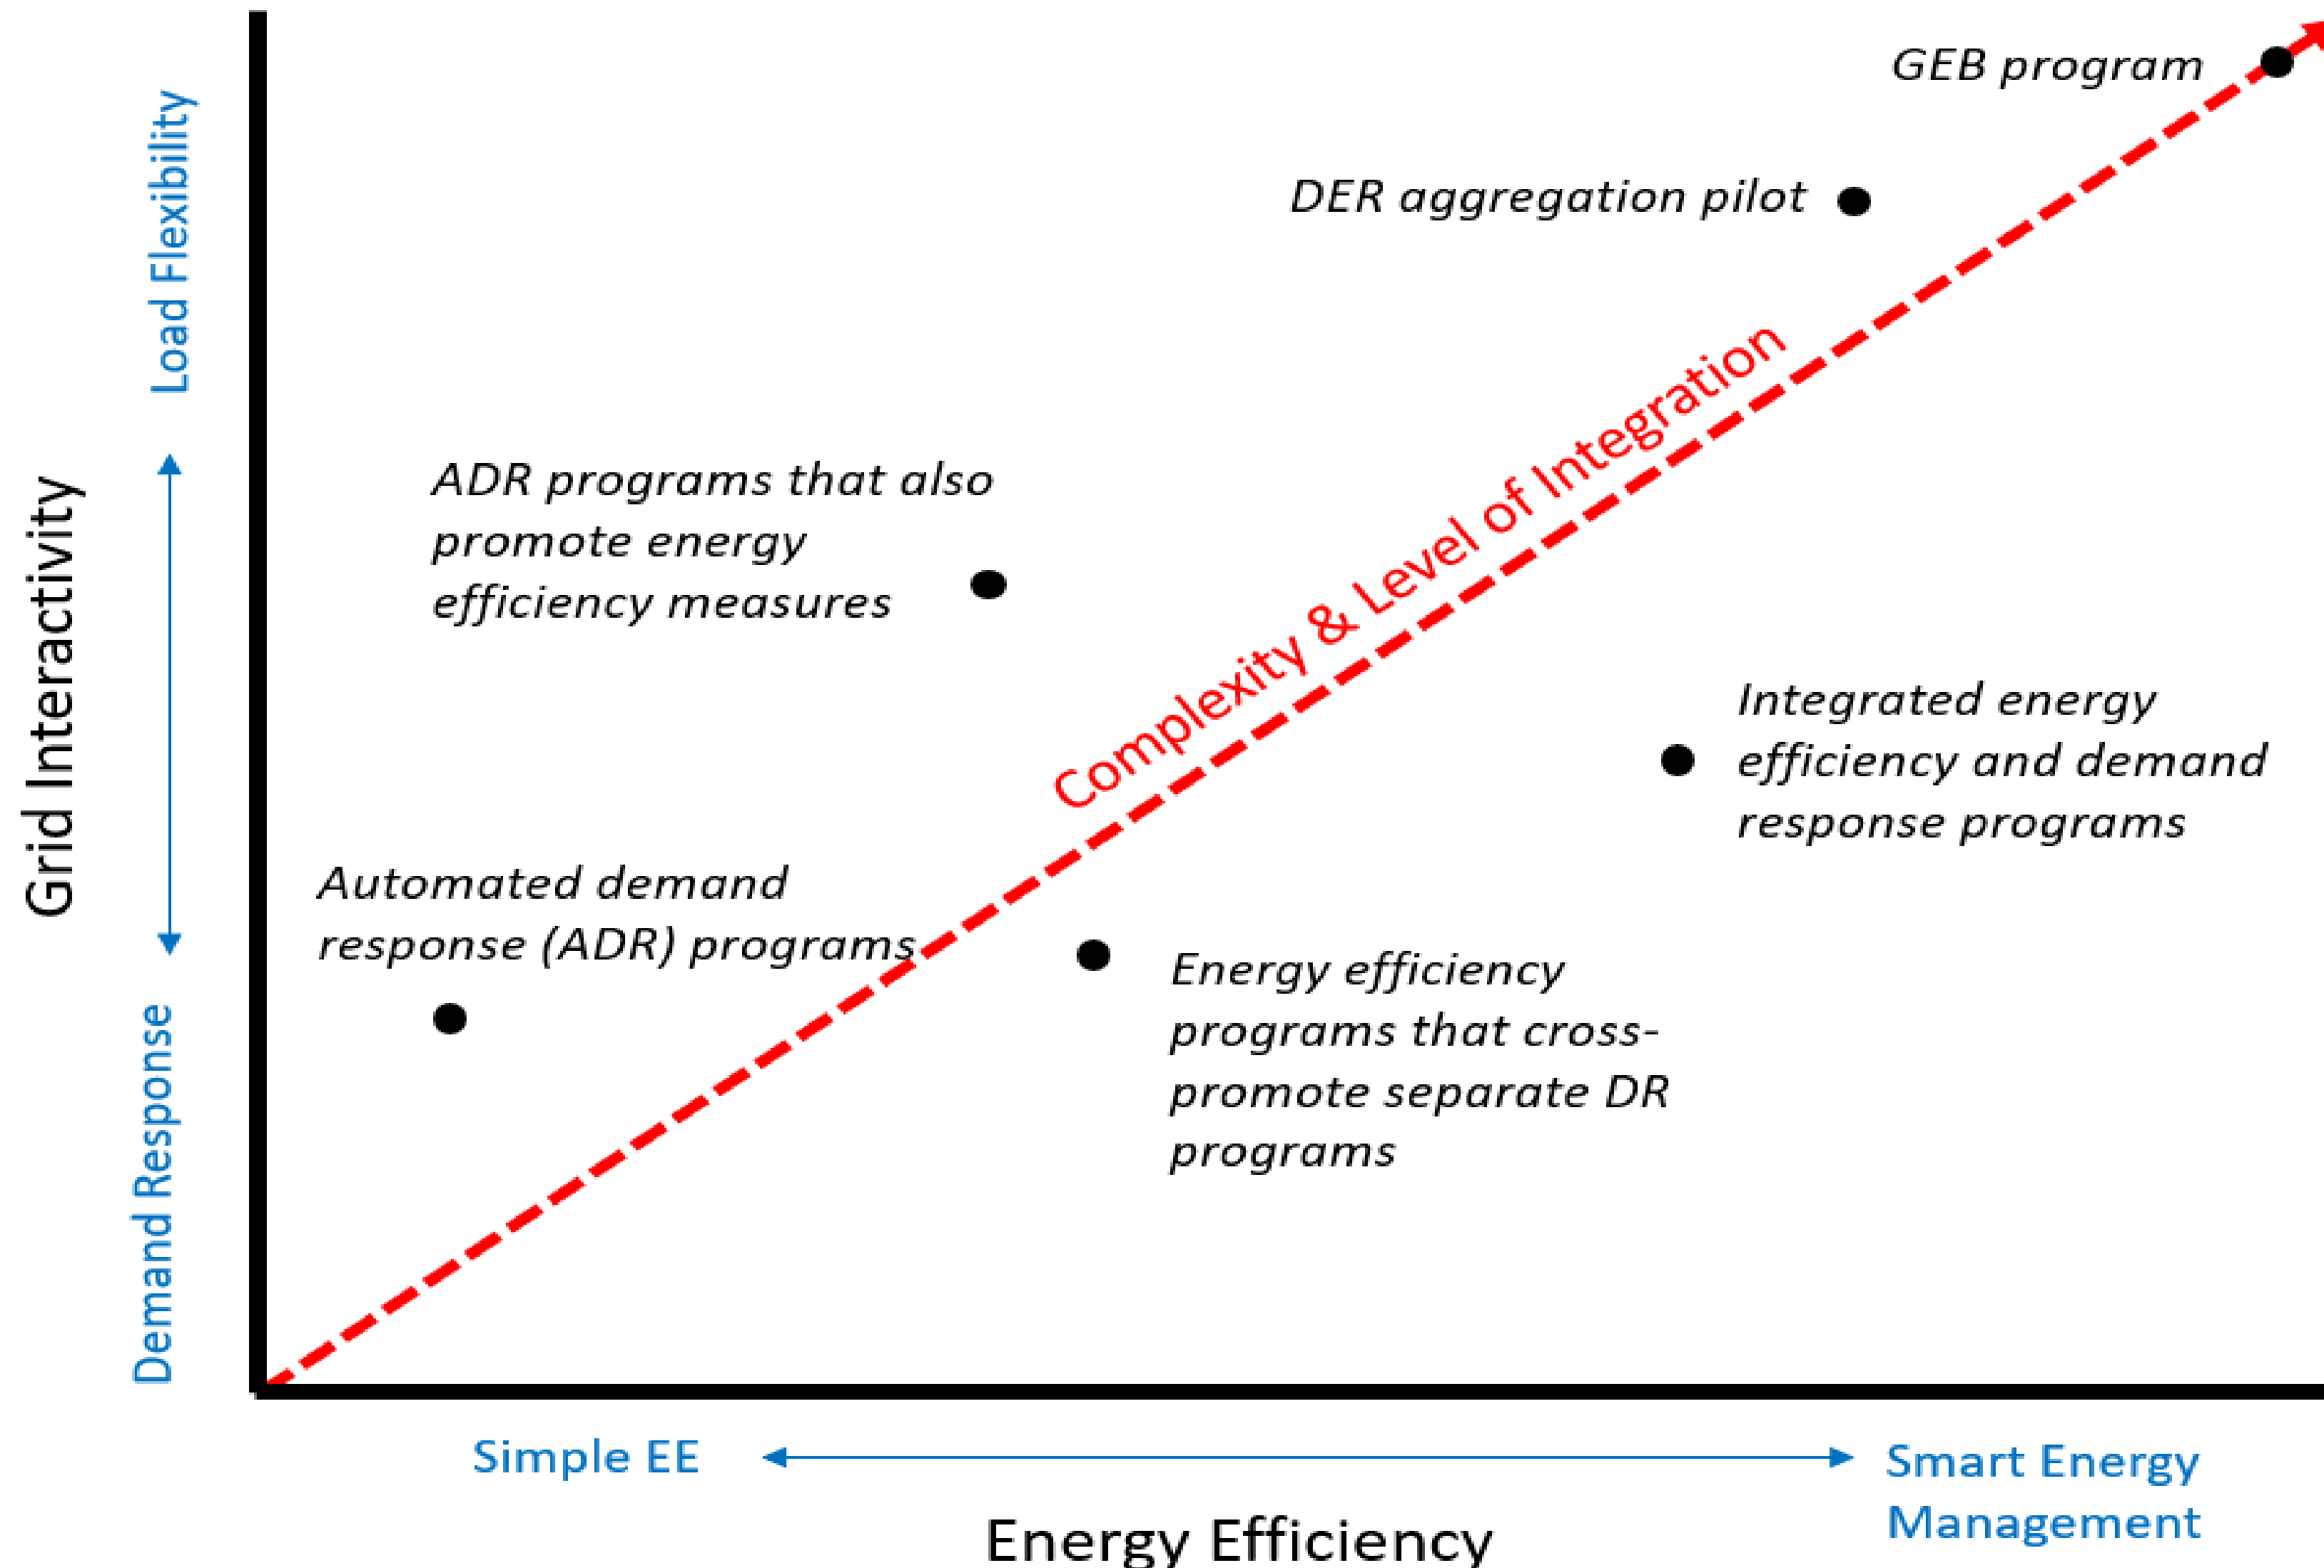 GEB program
DER aggregation pilot
Load Flexibility
Complexity & Level of Integration
ADR programs that also
promote energy
efficiency measures
Grid Interactivity
Integrated energy
efficiency and demand
response programs
Automated demand
response (ADR) programs
Energy efficiency
programs that cross-
promote separate DR
programs
Demand Response
Simple EE
Smart Energy
Management
Energy Efficiency